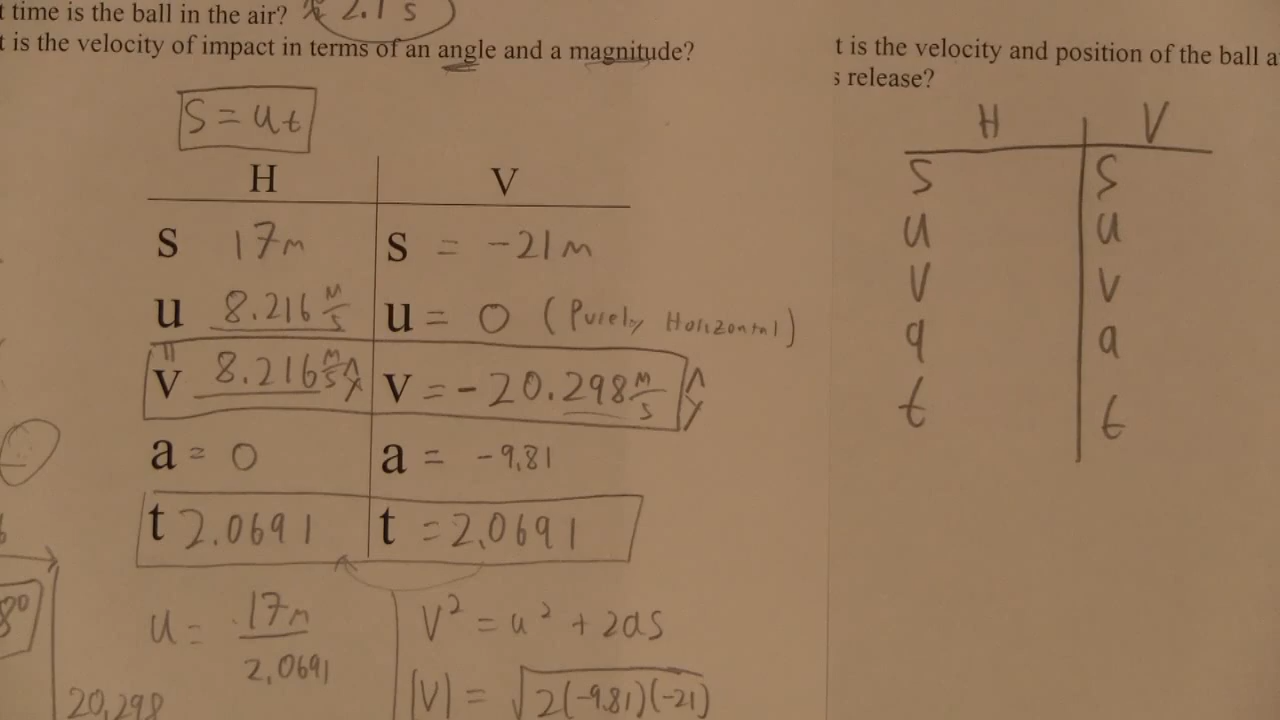 t time is the ball in the air? 2.1 s
t is the velocity of impact in terms of an angle and a magnitude?
S = ut
H V
s 17m s = -21m
u 8.216 m/s u = 0 (Purely Horizontal)
v 8.216 m/s x̂ v = -20.298 m/s ŷ
a = 0 a = -9.81
t 2.0691 t = 2.0691
u = 17m / 2.0691
V² = u² + 2as
|V| = √2(-9.81)(-21)
8°
20,298
t is the velocity and position of the ball a
s release?
H V
S S
u u
v v
a a
t t